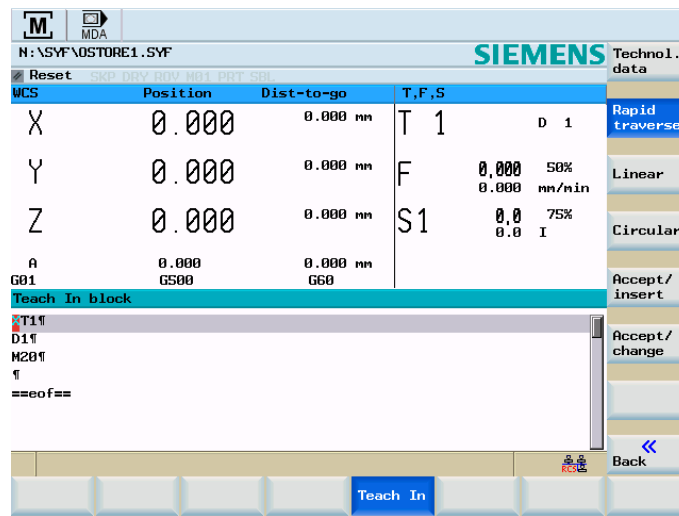 M
MDA
N:\SYF\OSTORE1.SYF
SIEMENS
Reset SKP DRY ROV M01 PRT SBL
WCS Position Dist-to-go T,F,S
X 0.000 0.000 mm T 1 D 1
Y 0.000 0.000 mm F 0,000 50%
0.000 mm/min
Z 0.000 0.000 mm S1 0,0 75%
0.0 I
A 0.000 0.000 mm
G01 G500 G60
Teach In block
T1¶
D1¶
M20¶
¶
==eof==
RCS
Teach In
Technol.
data
Rapid
traverse
Linear
Circular
Accept/
insert
Accept/
change
«
Back